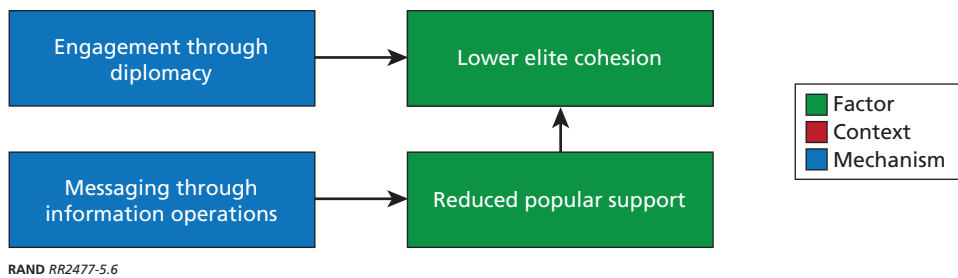 Engagement through
diplomacy
Lower elite cohesion
Messaging through
information operations
Reduced popular support
Factor
Context
Mechanism
RAND RR2477-5.6